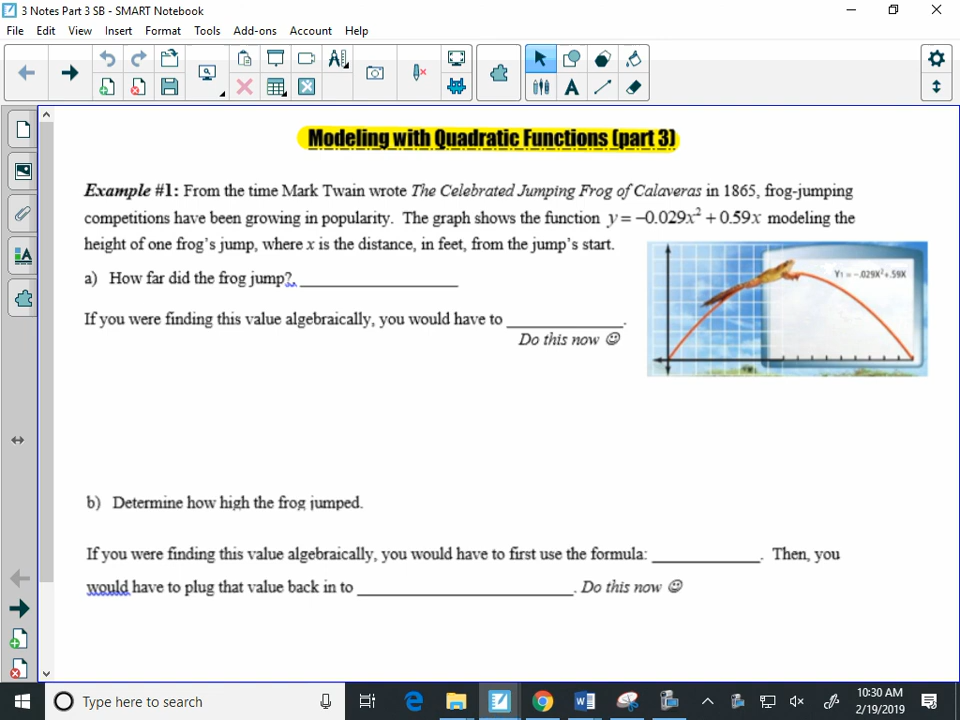 3 Notes Part 3 SB - SMART Notebook
File Edit View Insert Format Tools Add-ons Account Help
Modeling with Quadratic Functions (part 3)
Example #1: From the time Mark Twain wrote The Celebrated Jumping Frog of Calaveras in 1865, frog-jumping
competitions have been growing in popularity. The graph shows the function y = −0.029x² + 0.59x modeling the
height of one frog's jump, where x is the distance, in feet, from the jump's start.
Y1 = -.029X²+.59X
a) How far did the frog jump? ____________________
If you were finding this value algebraically, you would have to _____________.
Do this now ☺
b) Determine how high the frog jumped.
If you were finding this value algebraically, you would have to first use the formula: ____________. Then, you
would have to plug that value back in to ________________________. Do this now ☺
Type here to search
10:30 AM
2/19/2019